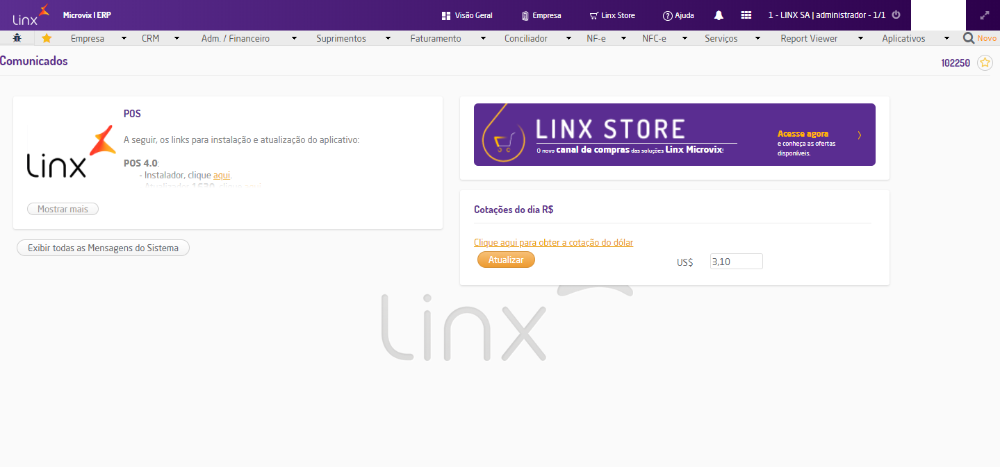 Linx Microvix | ERP Visão Geral Empresa Linx Store Ajuda 1 - LINX SA | administrador - 1/1
Empresa CRM Adm. / Financeiro Suprimentos Faturamento Conciliador NF-e NFC-e Serviços Report Viewer Aplicativos Novo
Comunicados 102250
Linx
POS
A seguir, os links para instalação e atualização do aplicativo:
POS 4.0:
- Instalador, clique aqui.
- Atualizador 1620, clique aqui
Mostrar mais
Exibir todas as Mensagens do Sistema
LINX STORE
O novo canal de compras das soluções Linx Microvix!
Acesse agora
e conheça as ofertas
disponíveis.
Cotações do dia R$
Clique aqui para obter a cotação do dólar
Atualizar US$ 3,10
Linx